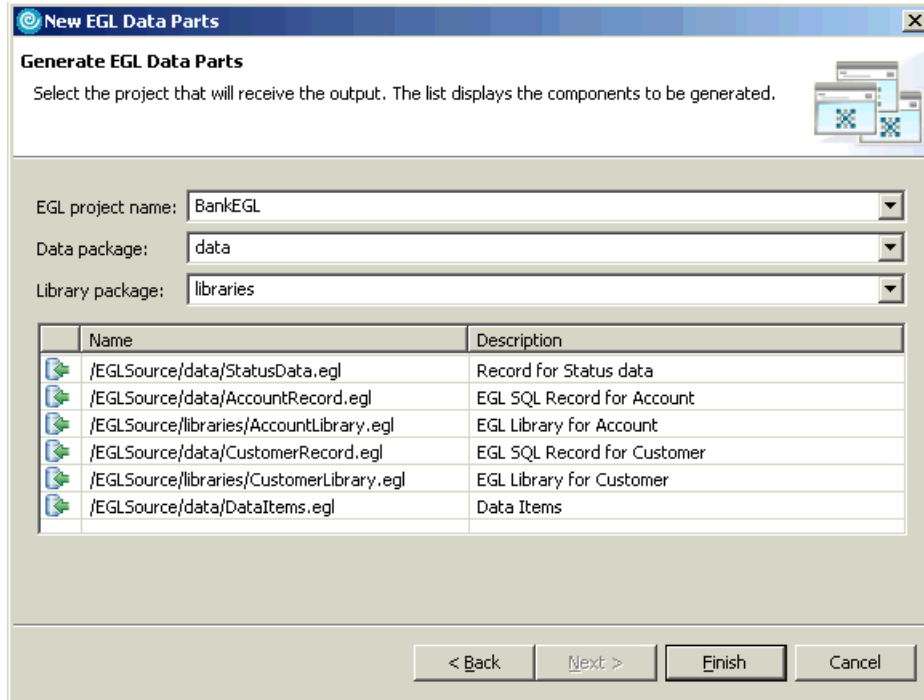 New EGL Data Parts
Generate EGL Data Parts
Select the project that will receive the output. The list displays the components to be generated.
EGL project name: BankEGL
Data package: data
Library package: libraries
Name Description
/EGLSource/data/StatusData.egl Record for Status data
/EGLSource/data/AccountRecord.egl EGL SQL Record for Account
/EGLSource/libraries/AccountLibrary.egl EGL Library for Account
/EGLSource/data/CustomerRecord.egl EGL SQL Record for Customer
/EGLSource/libraries/CustomerLibrary.egl EGL Library for Customer
/EGLSource/data/DataItems.egl Data Items
< Back Next > Finish Cancel